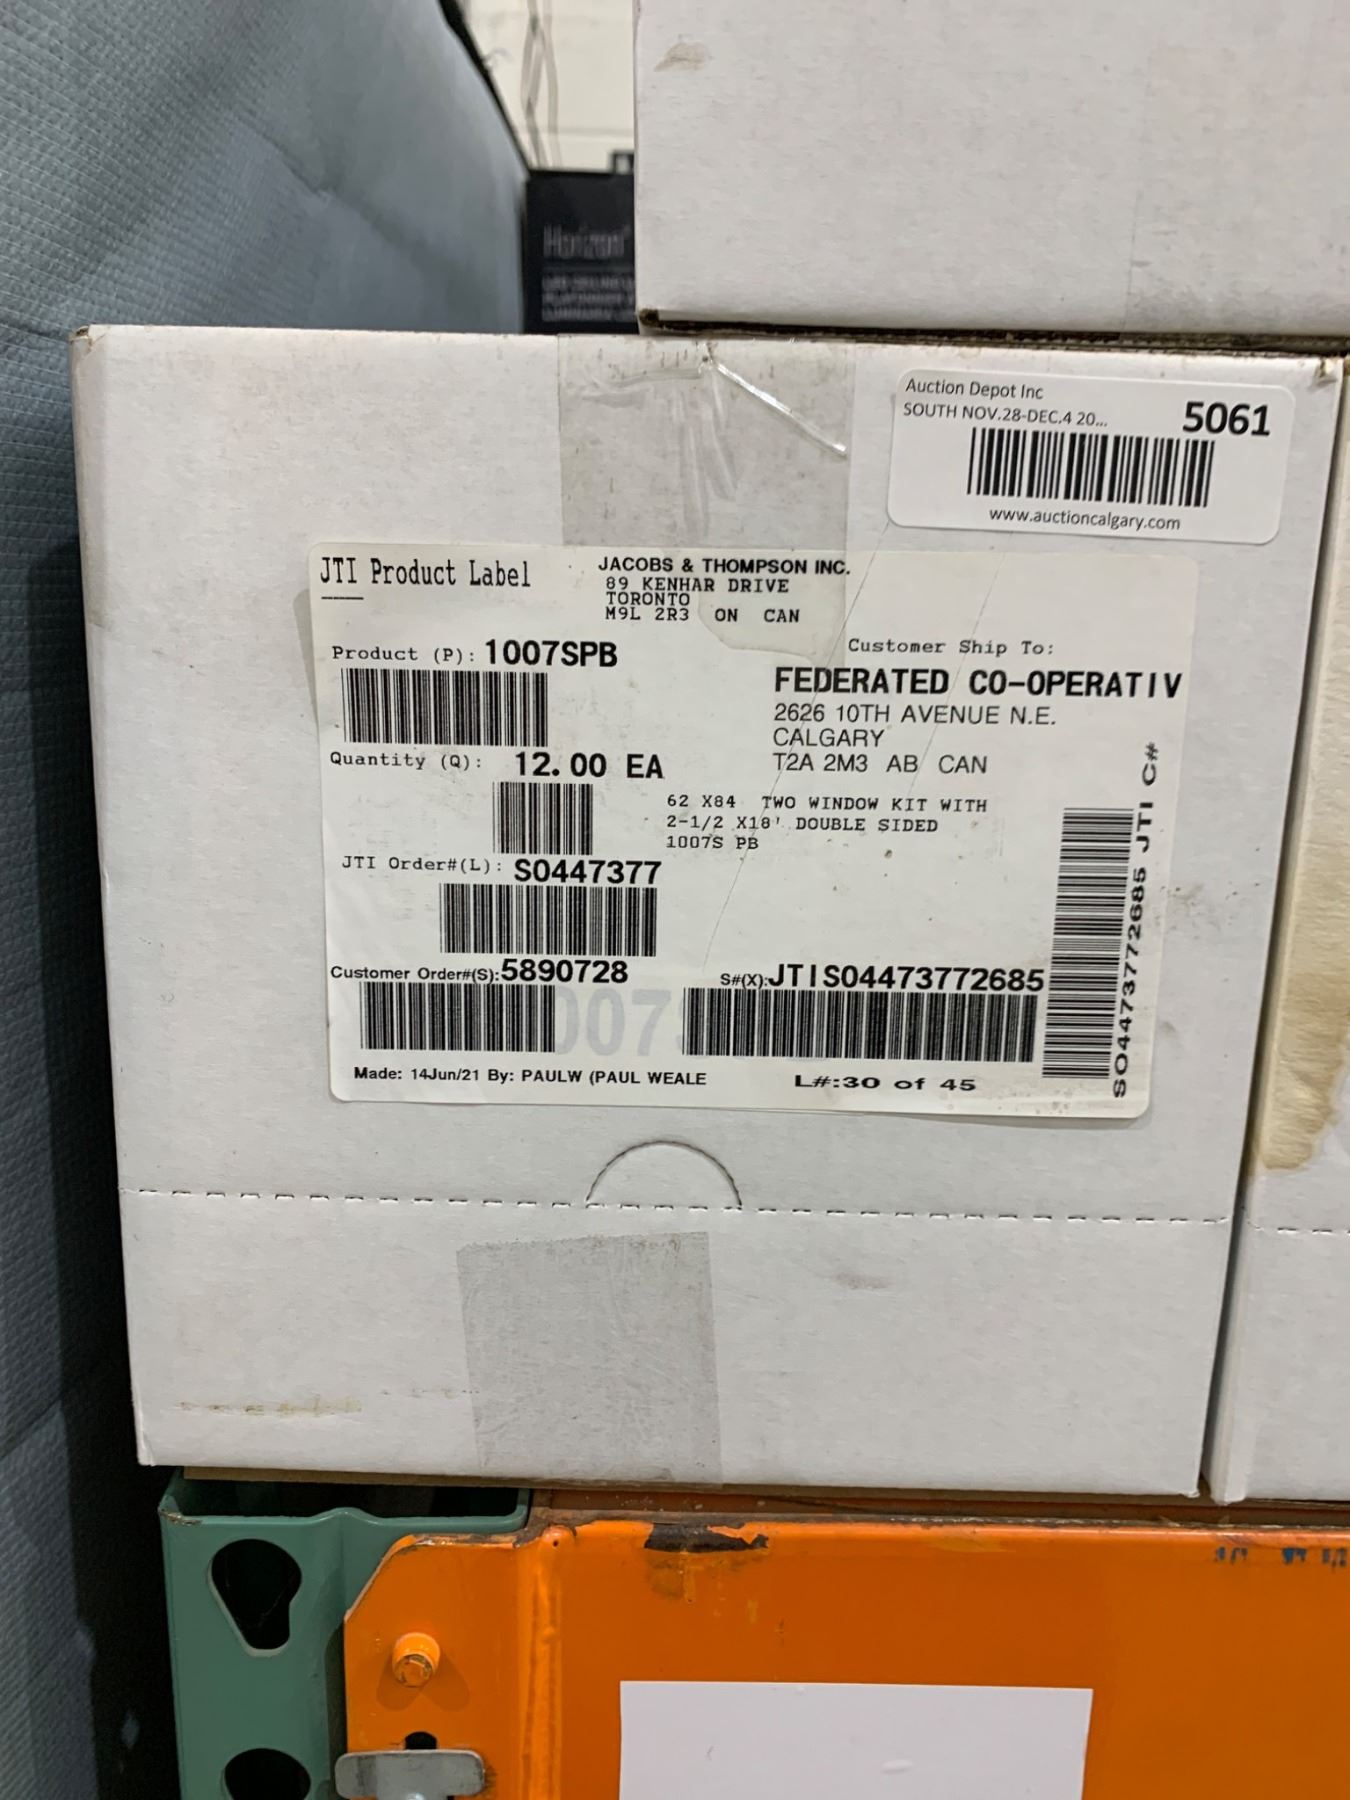 Horizon
Auction Depot Inc
SOUTH NOV.28-DEC.4 20...
5061
www.auctioncalgary.com
JTI Product Label
JACOBS & THOMPSON INC.
89 KENHAR DRIVE
TORONTO
M9L 2R3 ON CAN
Product (P): 1007SPB
Customer Ship To:
FEDERATED CO-OPERATIV
2626 10TH AVENUE N.E.
CALGARY
T2A 2M3 AB CAN
Quantity (Q): 12.00 EA
62 X84 TWO WINDOW KIT WITH
2-1/2 X18' DOUBLE SIDED
1007S PB
JTI Order#(L): SO447377
Customer Order#(S): 5890728
S#(X): JTISO4473772685
SO4473772685 JTI C#
Made: 14Jun/21 By: PAULW (PAUL WEALE
L#:30 of 45